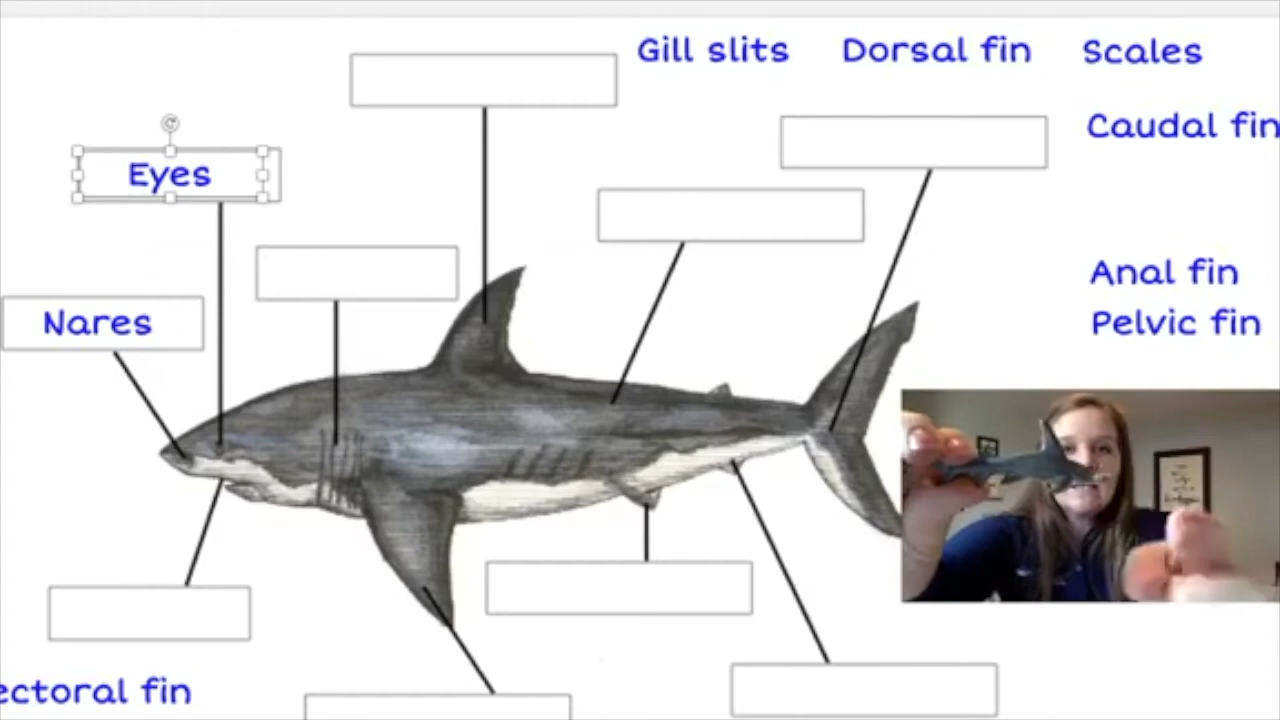 Gill slits Dorsal fin Scales
Caudal fin
Eyes
Anal fin
Nares
Pelvic fin
ectoral fin